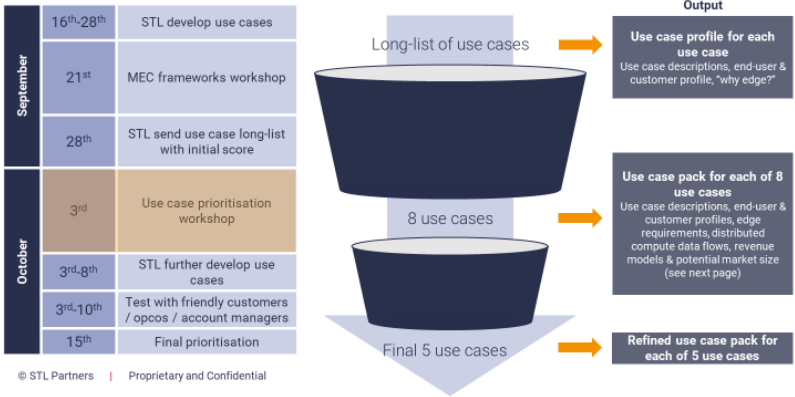 September
16th-28th
STL develop use cases
21st
MEC frameworks workshop
28th
STL send use case long-list
with initial score
October
3rd
Use case prioritisation
workshop
3rd-8th
STL further develop use
cases
3rd-10th
Test with friendly customers
/ opcos / account managers
15th
Final prioritisation
Long-list of use cases
8 use cases
Final 5 use cases
Output
Use case profile for each
use case
Use case descriptions, end-user &
customer profile, “why edge?”
Use case pack for each of 8
use cases
Use case descriptions, end-user &
customer profiles, edge
requirements, distributed
compute data flows, revenue
models & potential market size
(see next page)
Refined use case pack for
each of 5 use cases
© STL Partners | Proprietary and Confidential